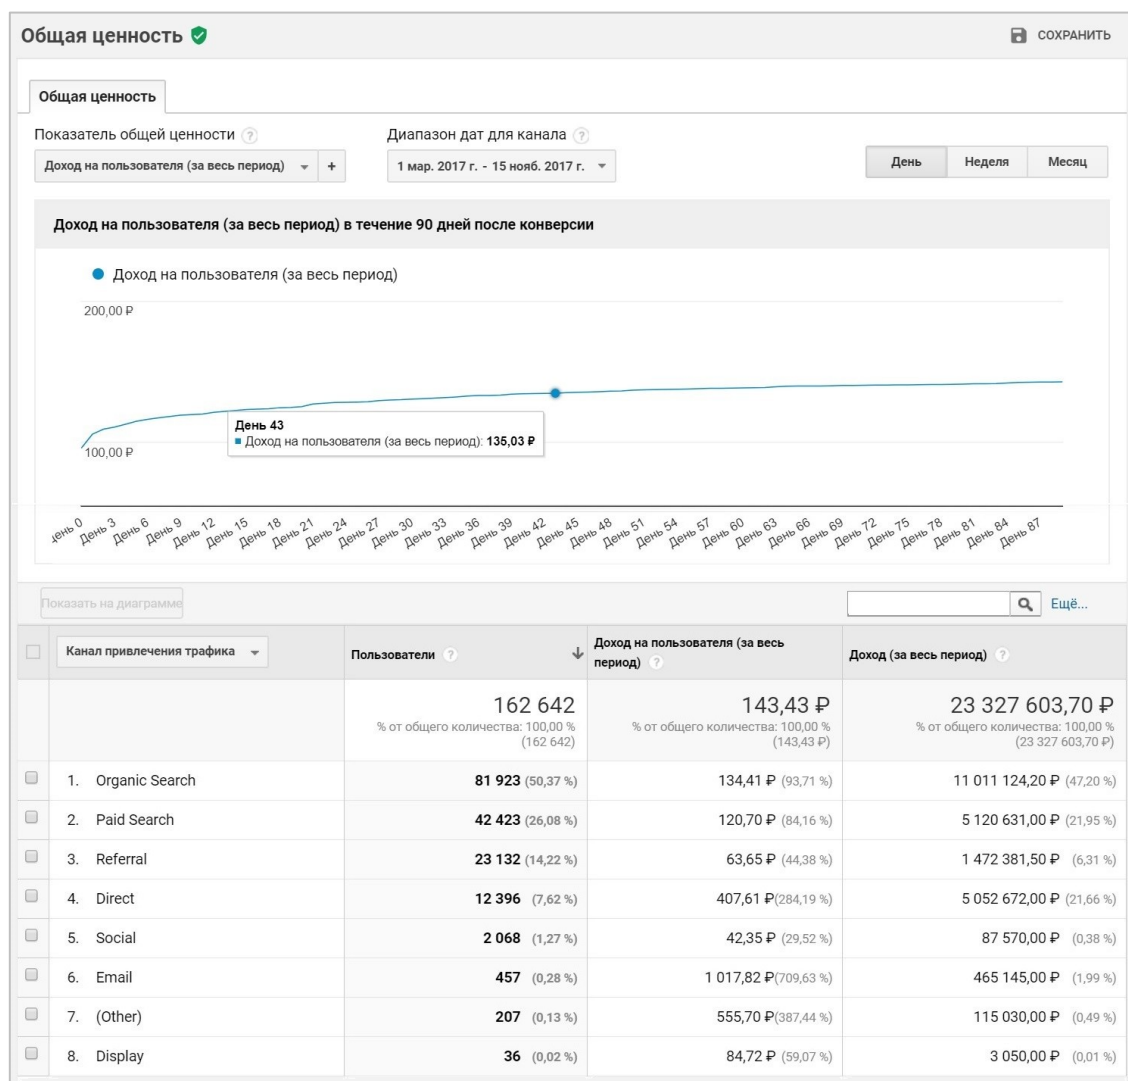 Общая ценность
СОХРАНИТЬ
Общая ценность
Показатель общей ценности ?
Диапазон дат для канала ?
Доход на пользователя (за весь период) +
1 мар. 2017 г. - 15 нояб. 2017 г.
День Неделя Месяц
Доход на пользователя (за весь период) в течение 90 дней после конверсии
Доход на пользователя (за весь период)
200,00 ₽
День 43
Доход на пользователя (за весь период): 135,03 ₽
100,00 ₽
День 0 День 3 День 6 День 9 День 12 День 15 День 18 День 21 День 24 День 27 День 30 День 33 День 36 День 39 День 42 День 45 День 48 День 51 День 54 День 57 День 60 День 63 День 66 День 69 День 72 День 75 День 78 День 81 День 84 День 87
Показать на диаграмме
Ещё...
Канал привлечения трафика
Пользователи ?
Доход на пользователя (за весь
период) ?
Доход (за весь период) ?
162 642
% от общего количества: 100,00 %
(162 642)
143,43 ₽
% от общего количества: 100,00 %
(143,43 ₽)
23 327 603,70 ₽
% от общего количества: 100,00 %
(23 327 603,70 ₽)
1. Organic Search 81 923 (50,37 %) 134,41 ₽ (93,71 %) 11 011 124,20 ₽ (47,20 %)
2. Paid Search 42 423 (26,08 %) 120,70 ₽ (84,16 %) 5 120 631,00 ₽ (21,95 %)
3. Referral 23 132 (14,22 %) 63,65 ₽ (44,38 %) 1 472 381,50 ₽ (6,31 %)
4. Direct 12 396 (7,62 %) 407,61 ₽(284,19 %) 5 052 672,00 ₽ (21,66 %)
5. Social 2 068 (1,27 %) 42,35 ₽ (29,52 %) 87 570,00 ₽ (0,38 %)
6. Email 457 (0,28 %) 1 017,82 ₽(709,63 %) 465 145,00 ₽ (1,99 %)
7. (Other) 207 (0,13 %) 555,70 ₽(387,44 %) 115 030,00 ₽ (0,49 %)
8. Display 36 (0,02 %) 84,72 ₽ (59,07 %) 3 050,00 ₽ (0,01 %)